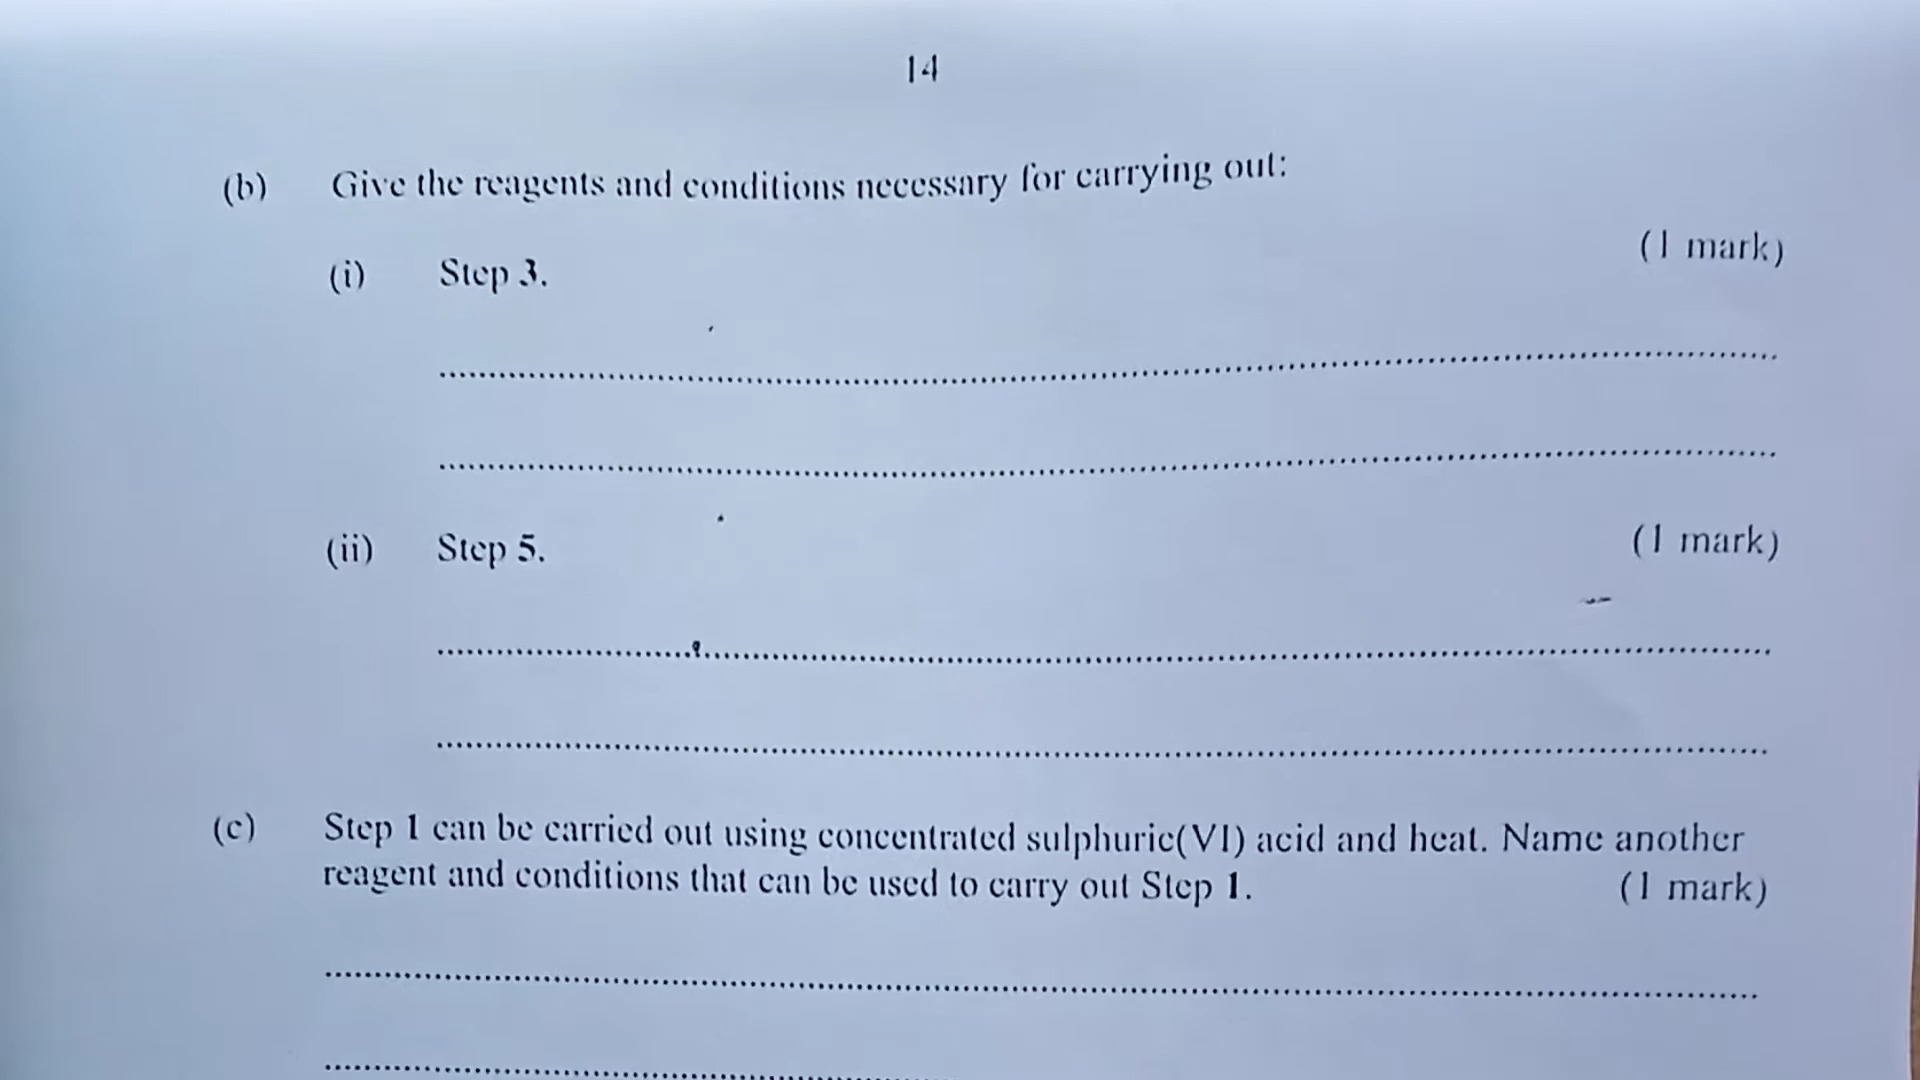 14
(b) Give the reagents and conditions necessary for carrying out:
(i) Step 3. (1 mark)
(ii) Step 5. (1 mark)
(c) Step 1 can be carried out using concentrated sulphuric(VI) acid and heat. Name another
reagent and conditions that can be used to carry out Step 1. (1 mark)